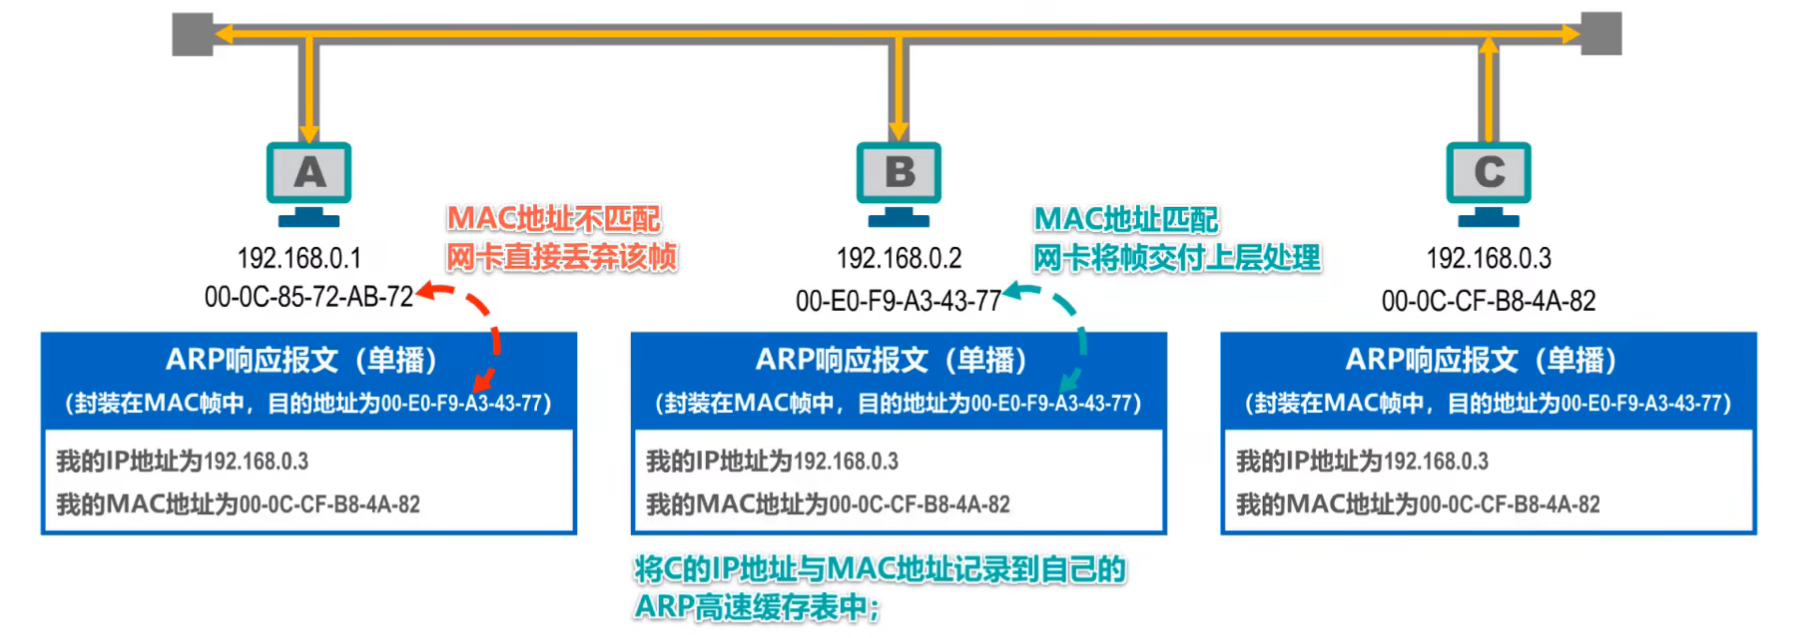 A
B
C
MAC地址不匹配
网卡直接丢弃该帧
MAC地址匹配
网卡将帧交付上层处理
192.168.0.1
00-0C-85-72-AB-72
192.168.0.2
00-E0-F9-A3-43-77
192.168.0.3
00-0C-CF-B8-4A-82
ARP响应报文（单播）
（封装在MAC帧中，目的地址为00-E0-F9-A3-43-77）
我的IP地址为192.168.0.3
我的MAC地址为00-0C-CF-B8-4A-82
ARP响应报文（单播）
（封装在MAC帧中，目的地址为00-E0-F9-A3-43-77）
我的IP地址为192.168.0.3
我的MAC地址为00-0C-CF-B8-4A-82
ARP响应报文（单播）
（封装在MAC帧中，目的地址为00-E0-F9-A3-43-77）
我的IP地址为192.168.0.3
我的MAC地址为00-0C-CF-B8-4A-82
将C的IP地址与MAC地址记录到自己的
ARP高速缓存表中；